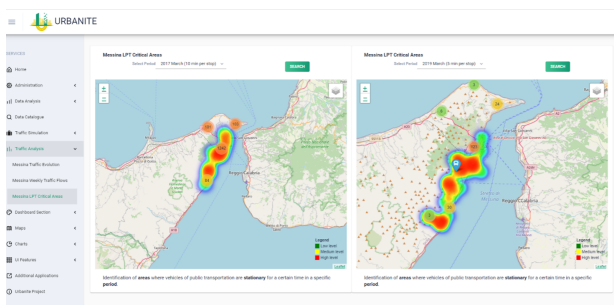 URBANITE
SERVICES
Home
Administration
Data Analysis
Data Catalogue
Traffic Simulation
Traffic Analysis
Messina Traffic Evolution
Messina Weekly Traffic Flows
Messina LPT Critical Areas
Dashboard Section
Maps
Charts
UI Features
Additional Applications
Urbanite Project
Messina LPT Critical Areas
Select Period 2017 March (10 min per stop)
SEARCH
+
−
Reggio Calabria
Legend
Low level
Medium level
High level
Leaflet
Identification of areas where vehicles of public transportation are stationary for a certain time in a specific
period.
Messina LPT Critical Areas
Select Period 2019 March (5 min per stop)
SEARCH
+
−
24
Reggio Calabria
Legend
Low level
Medium level
High level
Leaflet
Identification of areas where vehicles of public transportation are stationary for a certain time in a specific
period.